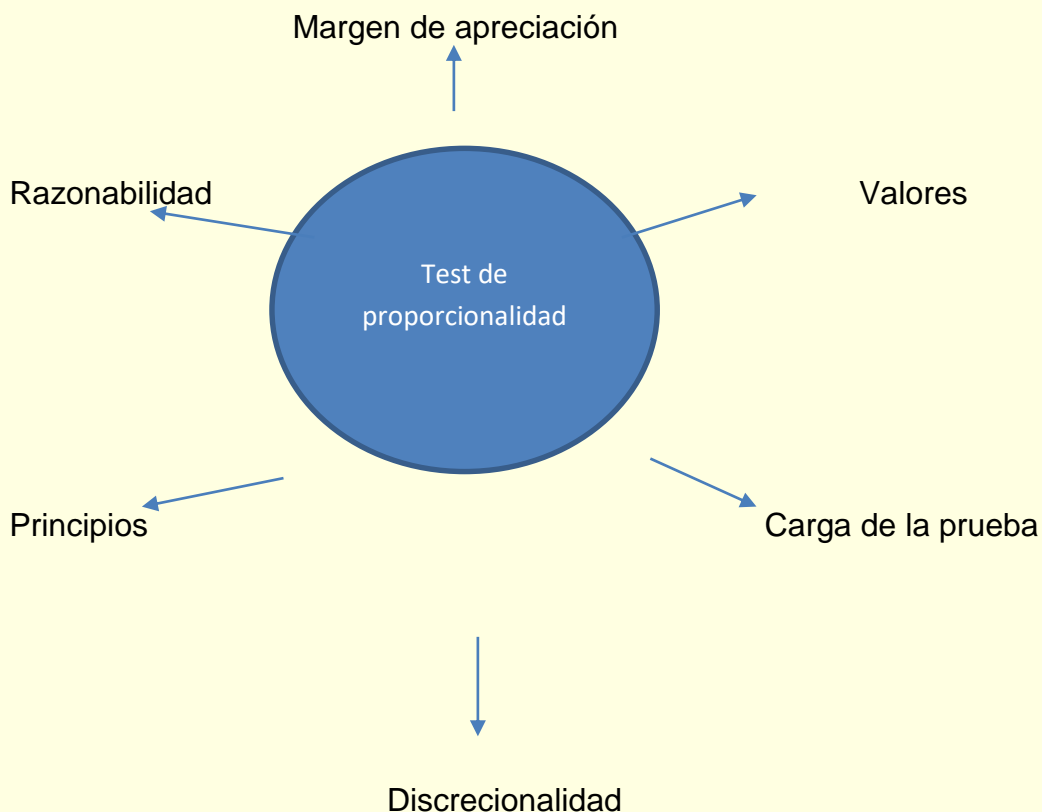 Margen de apreciación
Razonabilidad
Valores
Test de
proporcionalidad
Principios
Carga de la prueba
Discrecionalidad